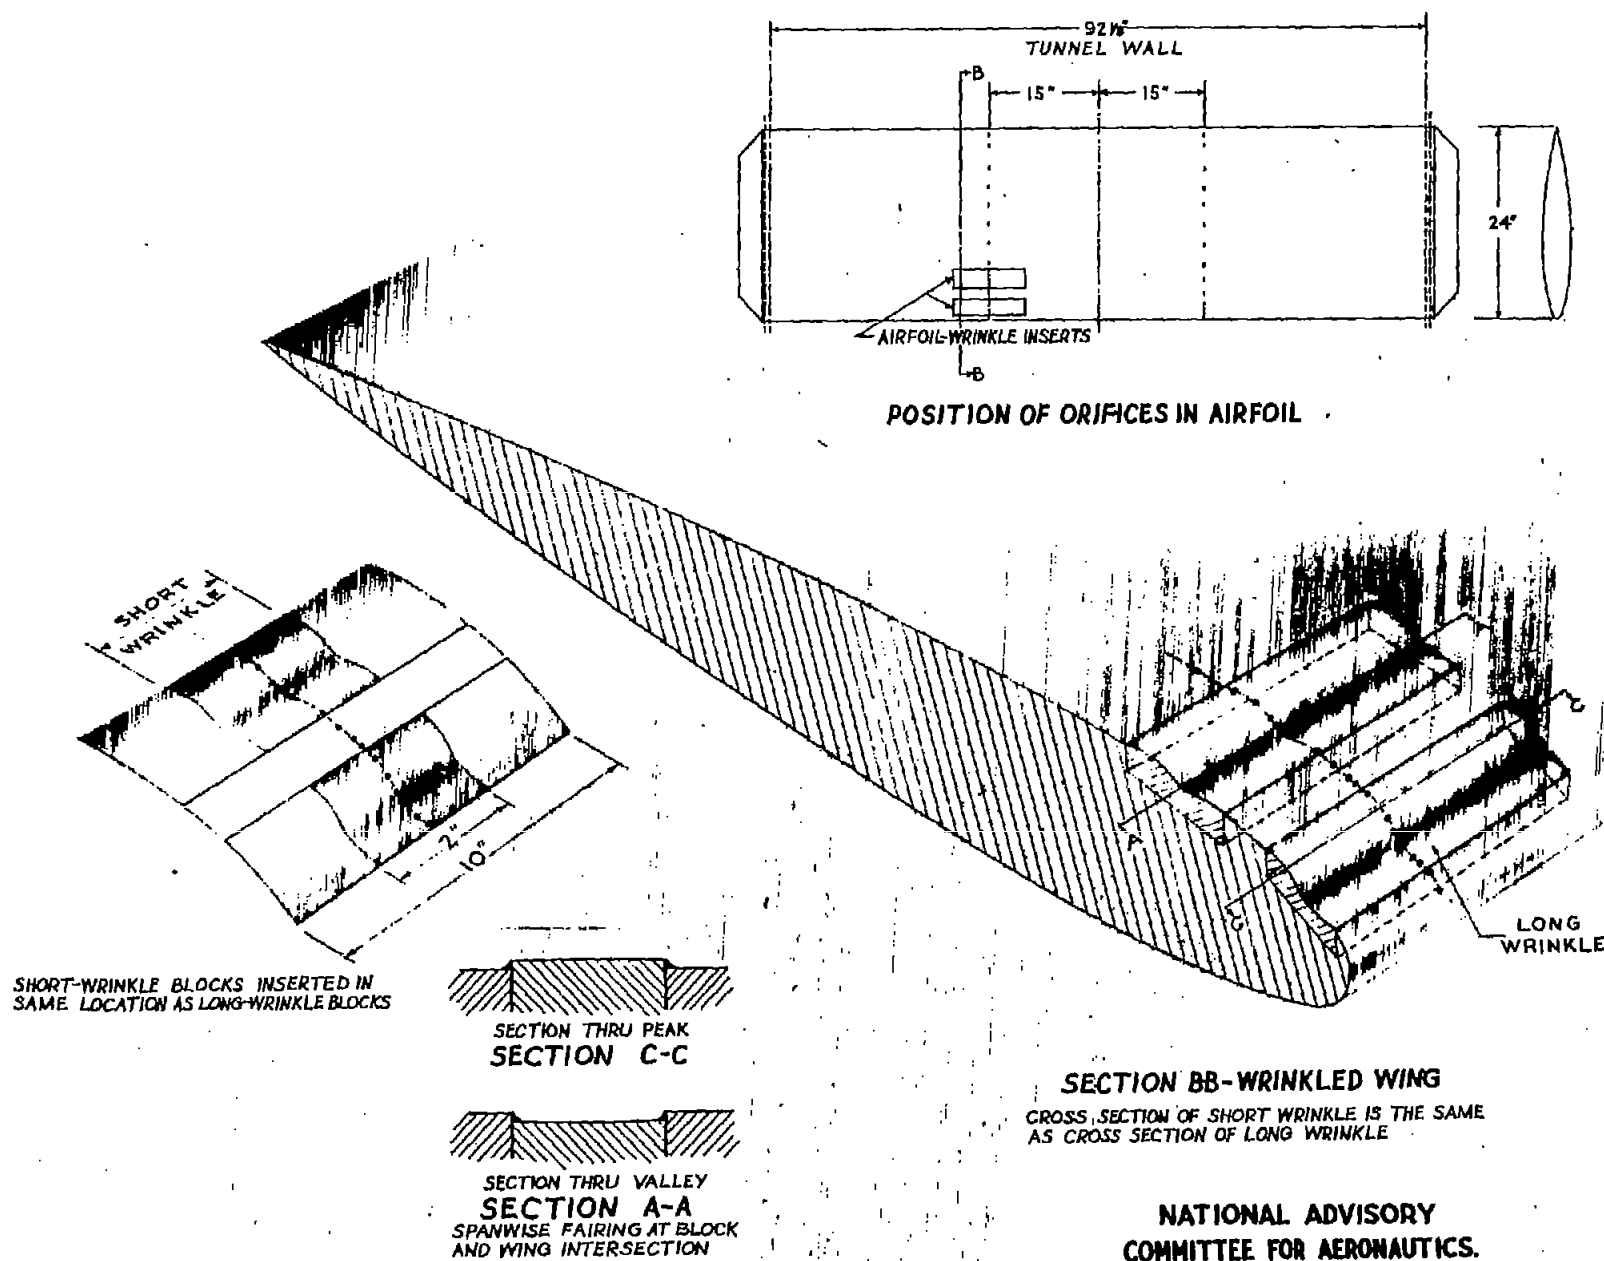 TUNNEL WALL
B
15"
15"
24"
AIRFOIL-WRINKLE INSERTS
B
POSITION OF ORIFICES IN AIRFOIL
SHORT
WRINKLE
2"
10"
SHORT-WRINKLE BLOCKS INSERTED IN
SAME LOCATION AS LONG-WRINKLE BLOCKS
C
A
A
C
LONG
WRINKLE
SECTION THRU PEAK
SECTION C-C
SECTION THRU VALLEY
SECTION A-A
SPANWISE FAIRING AT BLOCK
AND WING INTERSECTION
SECTION BB-WRINKLED WING
CROSS SECTION OF SHORT WRINKLE IS THE SAME
AS CROSS SECTION OF LONG WRINKLE
NATIONAL ADVISORY
COMMITTEE FOR AERONAUTICS.